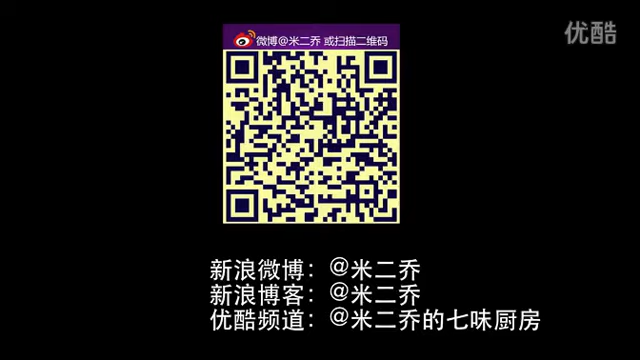 优酷
微博@米二乔 或扫描二维码
新浪微博：@米二乔
新浪博客：@米二乔
优酷频道：@米二乔的七味厨房